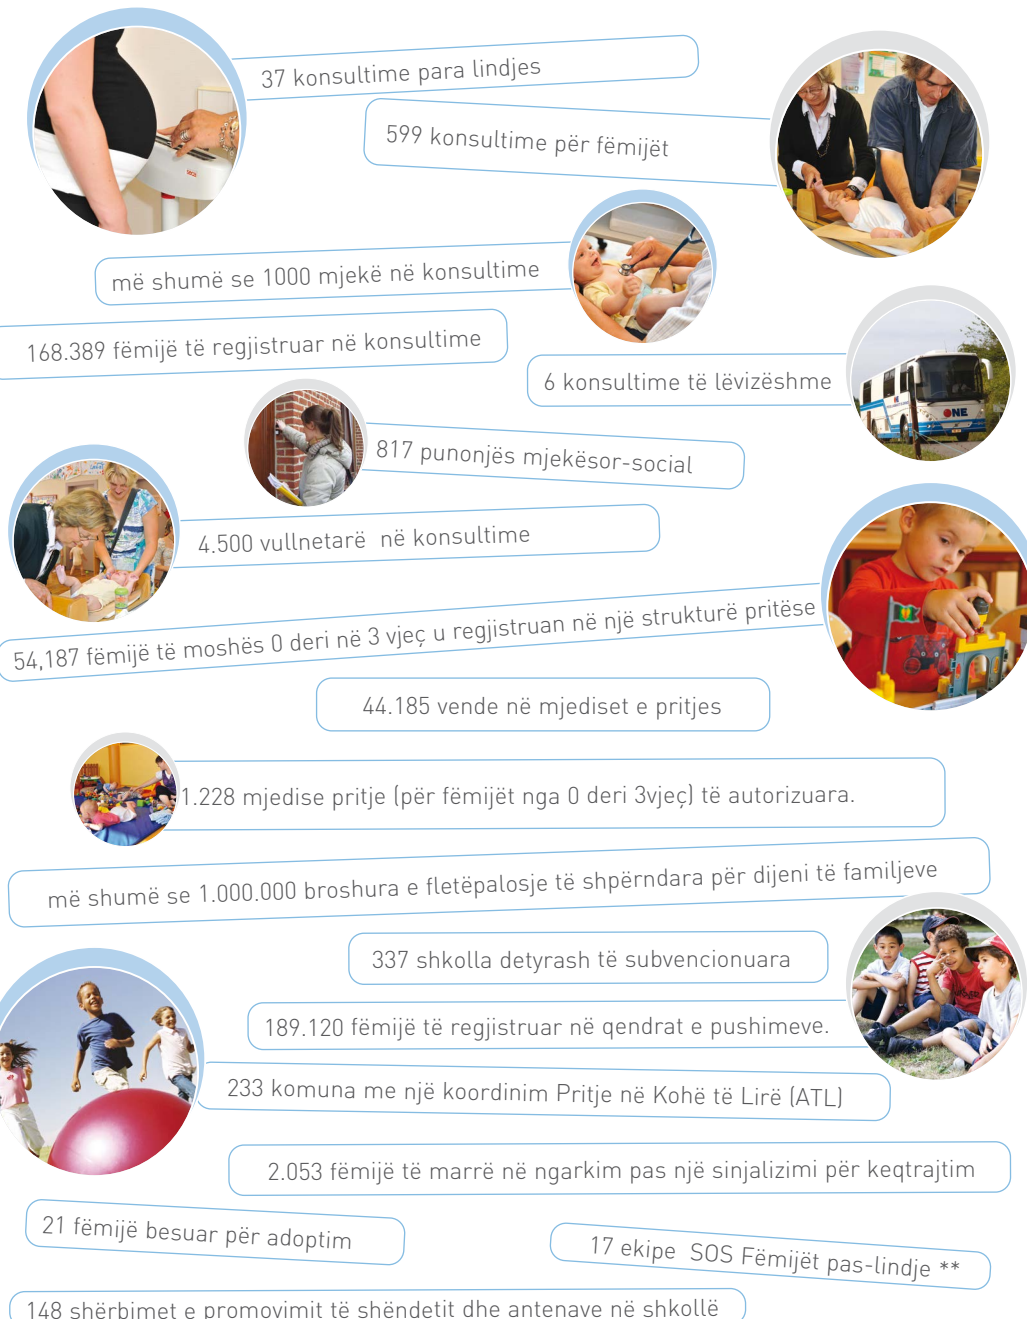 37 konsultime para lindjes
599 konsultime për fëmijët
më shumë se 1000 mjekë në konsultime
168.389 fëmijë të regjistruar në konsultime
6 konsultime të lëvizëshme
ONE
817 punonjës mjekësor-social
4.500 vullnetarë  në konsultime
54,187 fëmijë të moshës 0 deri në 3 vjeç u regjistruan në një strukturë pritëse
44.185 vende në mjediset e pritjes
1.228 mjedise pritje (për fëmijët nga 0 deri 3vjeç) të autorizuara.
më shumë se 1.000.000 broshura e fletëpalosje të shpërndara për dijeni të familjeve
337 shkolla detyrash të subvencionuara
189.120 fëmijë të regjistruar në qendrat e pushimeve.
233 komuna me një koordinim Pritje në Kohë të Lirë (ATL)
2.053 fëmijë të marrë në ngarkim pas një sinjalizimi për keqtrajtim
21 fëmijë besuar për adoptim
17 ekipe  SOS Fëmijët pas-lindje **
148 shërbimet e promovimit të shëndetit dhe antenave në shkollë